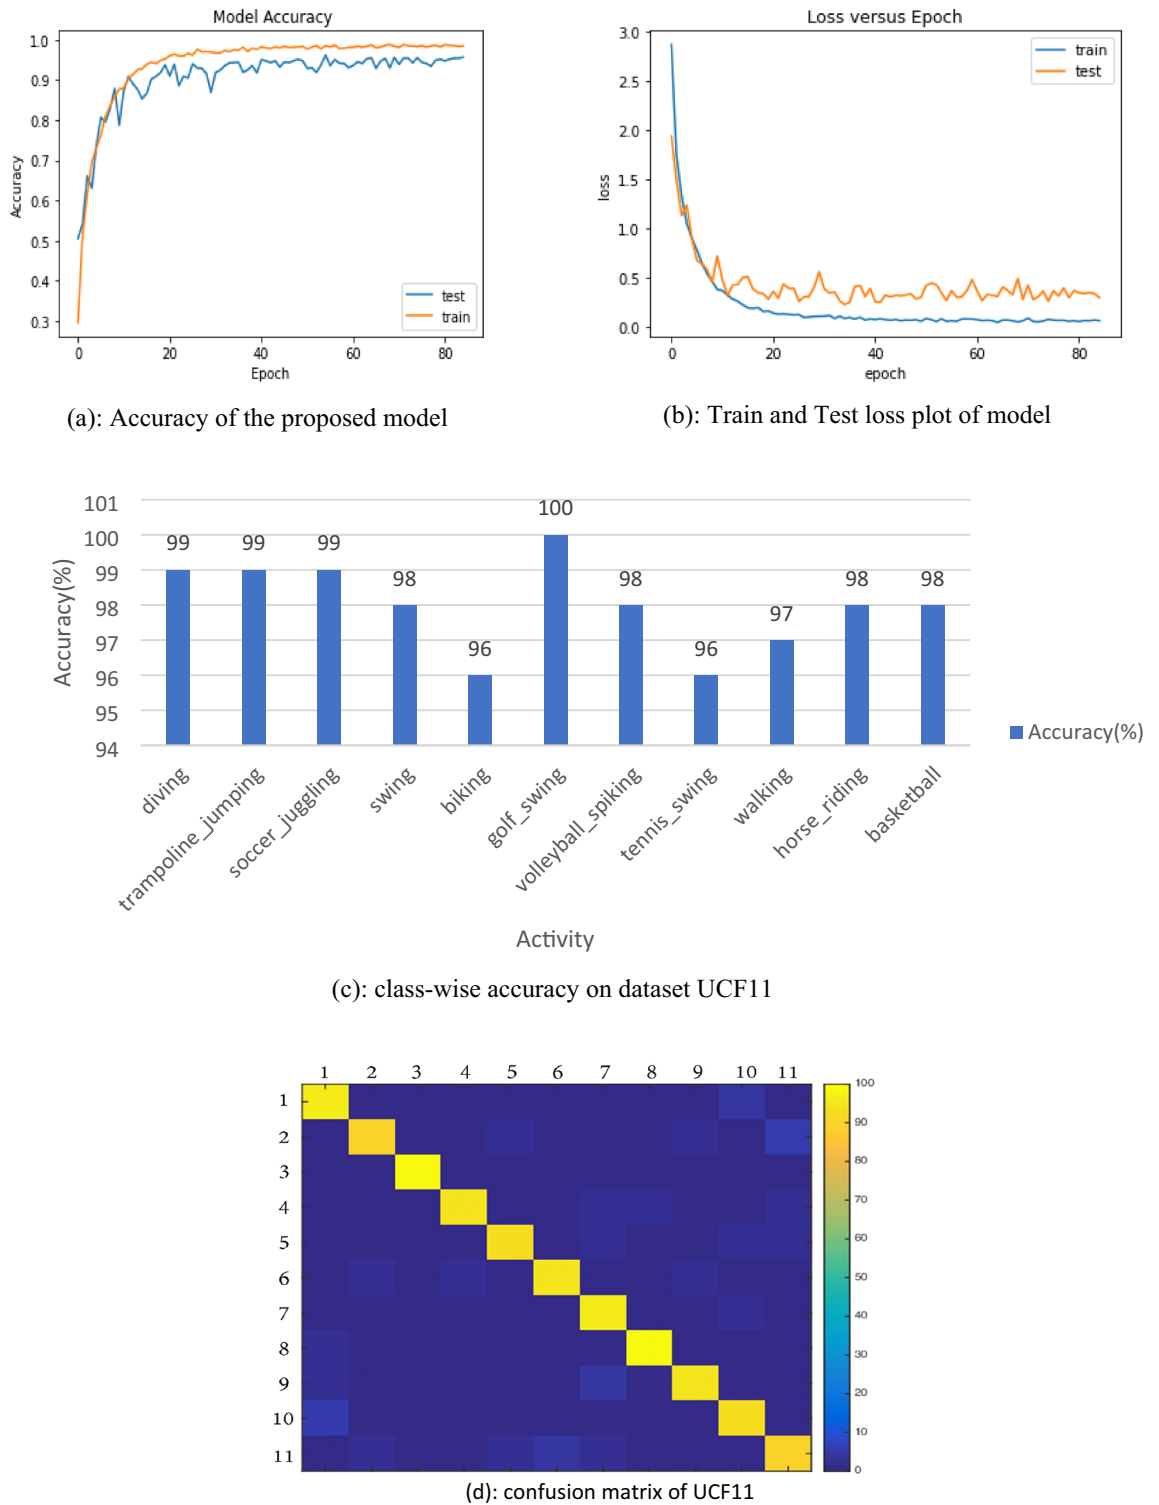 Model Accuracy
1.0
0.9
0.8
0.7
0.6
0.5
0.4
0.3
Accuracy
0 20 40 60 80
Epoch
test
train
(a): Accuracy of the proposed model
Loss versus Epoch
3.0
2.5
2.0
1.5
1.0
0.5
0.0
loss
0 20 40 60 80
epoch
train
test
(b): Train and Test loss plot of model
101
100
99
98
97
96
95
94
Accuracy(%)
99 99 99 98 96 100 98 96 97 98 98
diving
trampoline_jumping
soccer_juggling
swing
biking
golf_swing
volleyball_spiking
tennis_swing
walking
horse_riding
basketball
Activity
Accuracy(%)
(c): class-wise accuracy on dataset UCF11
1 2 3 4 5 6 7 8 9 10 11
1
2
3
4
5
6
7
8
9
10
11
100
90
80
70
60
50
40
30
20
10
0
(d): confusion matrix of UCF11